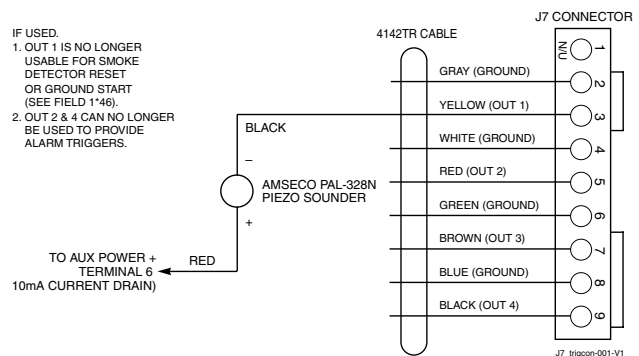 IF USED.
1. OUT 1 IS NO LONGER
USABLE FOR SMOKE
DETECTOR RESET
OR GROUND START
(SEE FIELD 1*46).
2. OUT 2 & 4 CAN NO LONGER
BE USED TO PROVIDE
ALARM TRIGGERS.
4142TR CABLE
J7 CONNECTOR
N/U
1
GRAY (GROUND)
2
YELLOW (OUT 1)
3
WHITE (GROUND)
4
RED (OUT 2)
5
GREEN (GROUND)
6
BROWN (OUT 3)
7
BLUE (GROUND)
8
BLACK (OUT 4)
9
BLACK
–
AMSECO PAL-328N
PIEZO SOUNDER
+
RED
TO AUX POWER +
TERMINAL 6
10mA CURRENT DRAIN)
J7_trigcon-001-V1